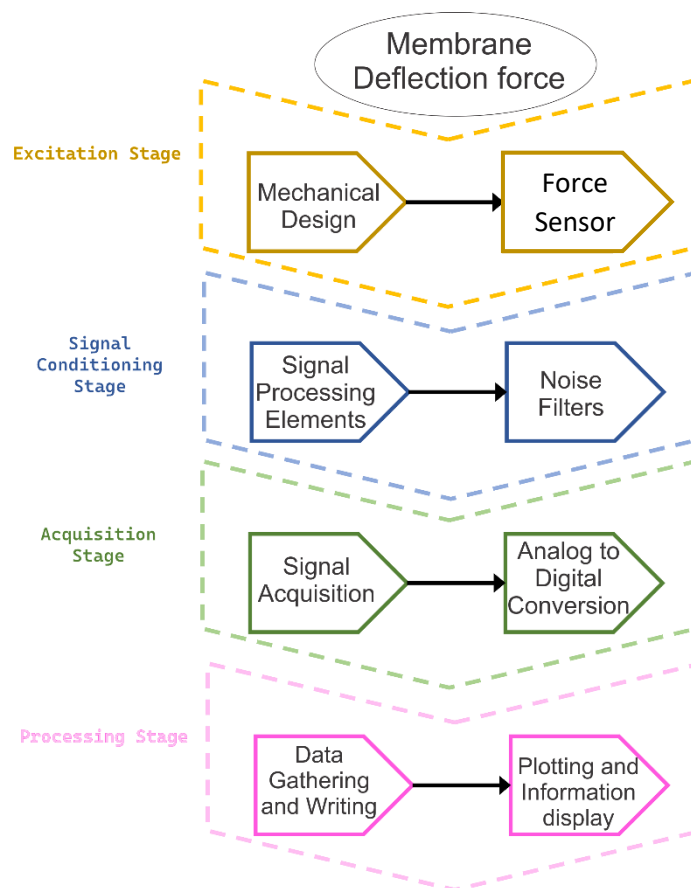 Membrane
Deflection force
Excitation Stage
Mechanical
Design
Force
Sensor
Signal
Conditioning
Stage
Signal
Processing
Elements
Noise
Filters
Acquisition
Stage
Signal
Acquisition
Analog to
Digital
Conversion
Processing Stage
Data
Gathering
and Writing
Plotting and
Information
display